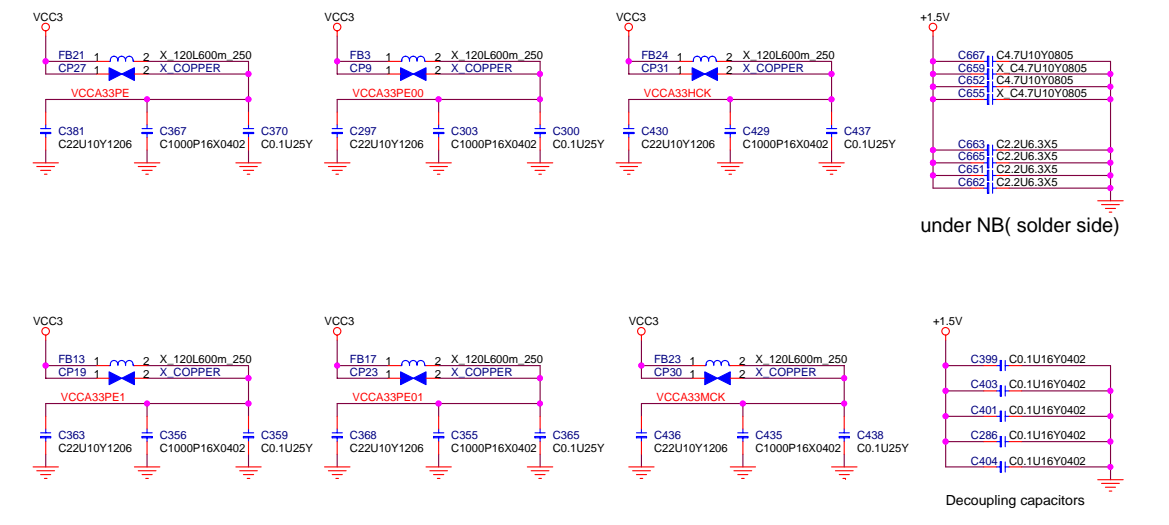 VCC3 VCC3 VCC3 +1.5V
FB21 1 2 X_120L600m_250 FB3 1 2 X_120L600m_250 FB24 1 2 X_120L600m_250 C667 C4.7U10Y0805
CP27 1 2 X_COPPER CP9 1 2 X_COPPER CP31 1 2 X_COPPER C659 X_C4.7U10Y0805
C652 C4.7U10Y0805
VCCA33PE VCCA33PE00 VCCA33HCK C655 X_C4.7U10Y0805
C381 C367 C370 C297 C303 C300 C430 C429 C437
C22U10Y1206 C1000P16X0402 C0.1U25Y C22U10Y1206 C1000P16X0402 C0.1U25Y C22U10Y1206 C1000P16X0402 C0.1U25Y C663 C2.2U6.3X5
C665 C2.2U6.3X5
C651 C2.2U6.3X5
C662 C2.2U6.3X5
under NB( solder side)
VCC3 VCC3 VCC3 +1.5V
FB13 1 2 X_120L600m_250 FB17 1 2 X_120L600m_250 FB23 1 2 X_120L600m_250 C399 C0.1U16Y0402
CP19 1 2 X_COPPER CP23 1 2 X_COPPER CP30 1 2 X_COPPER
C403 C0.1U16Y0402
VCCA33PE1 VCCA33PE01 VCCA33MCK
C401 C0.1U16Y0402
C363 C356 C359 C368 C355 C365 C436 C435 C438 C286 C0.1U16Y0402
C22U10Y1206 C1000P16X0402 C0.1U25Y C22U10Y1206 C1000P16X0402 C0.1U25Y C22U10Y1206 C1000P16X0402 C0.1U25Y
C404 C0.1U16Y0402
Decoupling capacitors